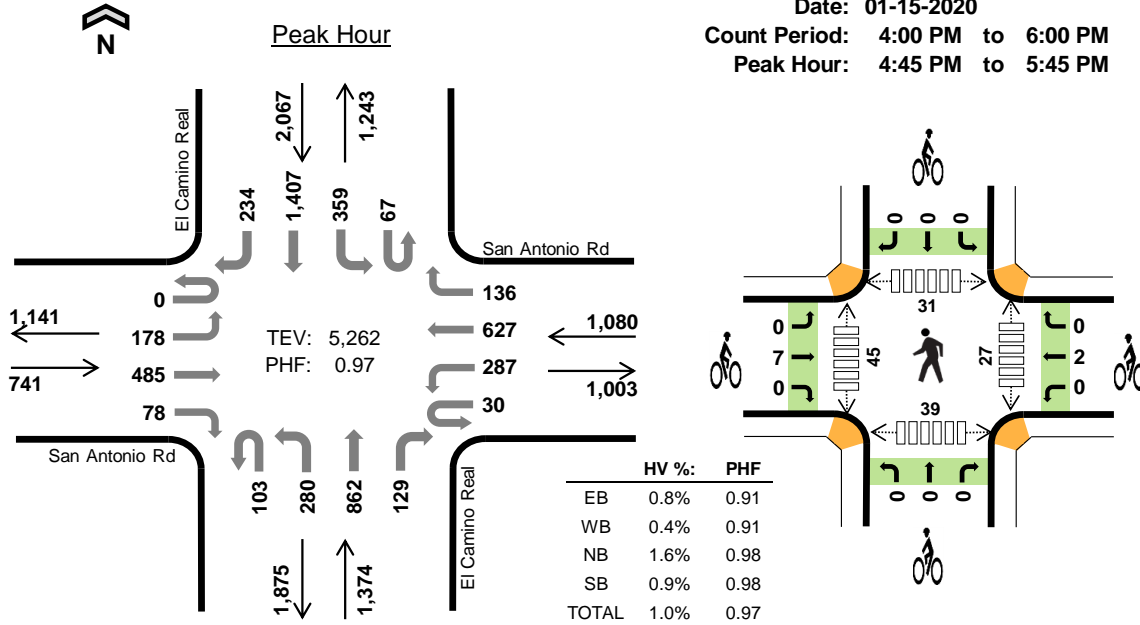 N
Peak Hour
Date: 01-15-2020
Count Period: 4:00 PM to 6:00 PM
Peak Hour: 4:45 PM to 5:45 PM
El Camino Real
2,067
1,243
234
1,407
359
67
San Antonio Rd
0
178
485
78
1,141
741
TEV: 5,262
PHF: 0.97
136
627
287
30
1,080
1,003
San Antonio Rd
103
280
862
129
El Camino Real
1,875
1,374
HV %: PHF
EB 0.8% 0.91
WB 0.4% 0.91
NB 1.6% 0.98
SB 0.9% 0.98
TOTAL 1.0% 0.97
0 0 0
31
0
7
0
45
27
0
2
0
39
0 0 0